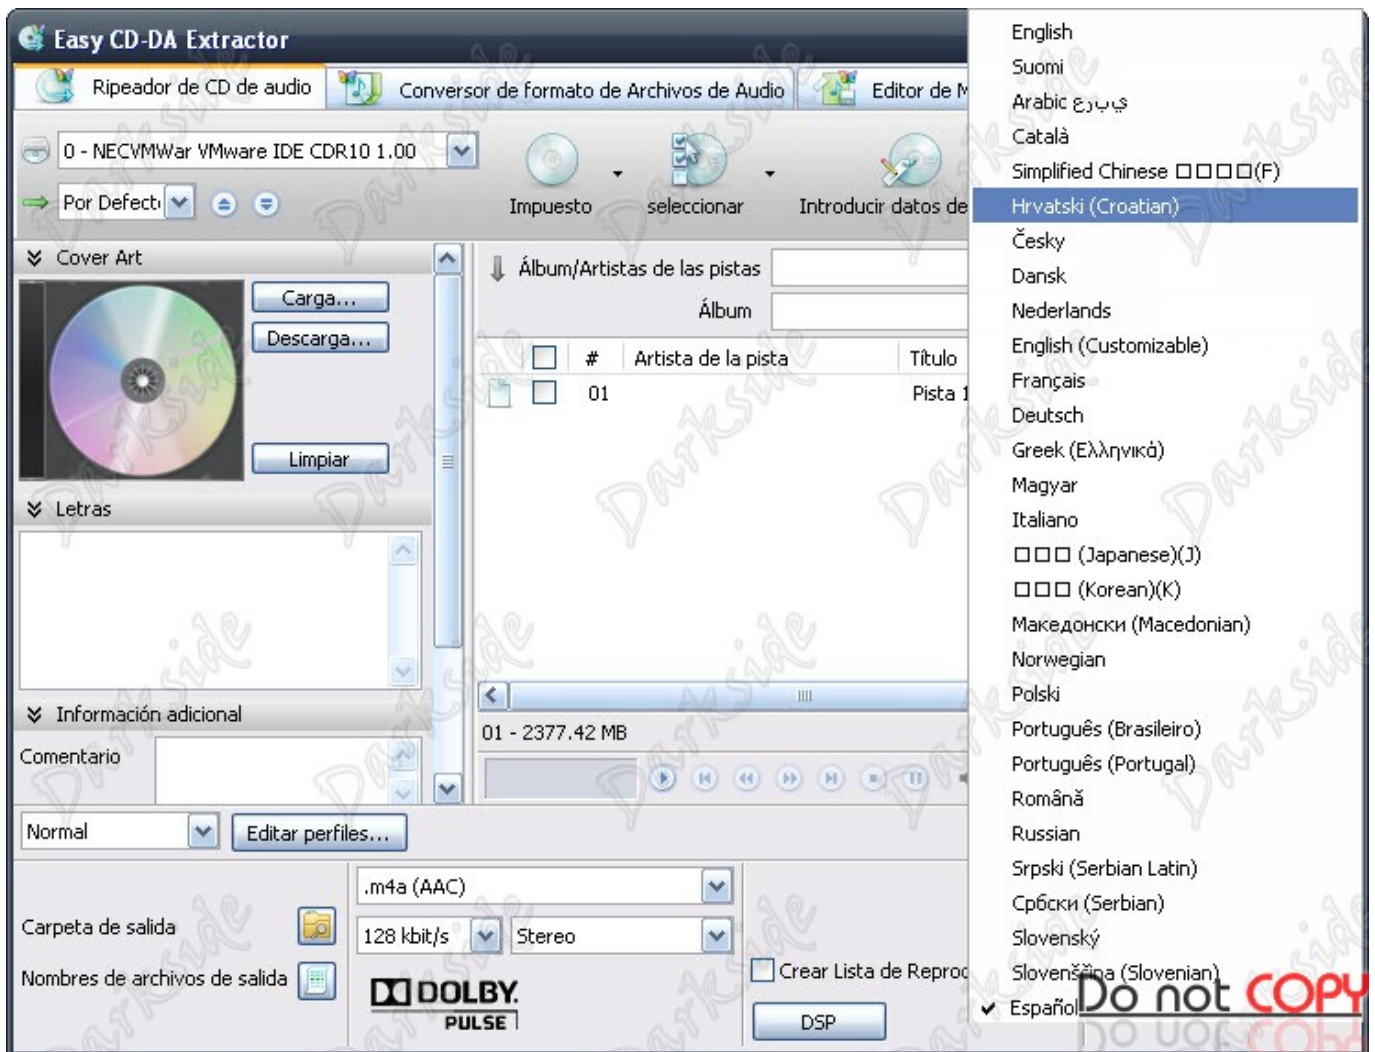 Easy CD-DA Extractor
Ripeador de CD de audio
Conversor de formato de Archivos de Audio
Editor de M
0 - NECVMWar VMware IDE CDR10 1.00
Por Defect
Impuesto
seleccionar
Introducir datos de
Cover Art
Carga...
Descarga...
Limpiar
Letras
Información adicional
Comentario
Álbum/Artistas de las pistas
Álbum
# Artista de la pista Título
01 Pista 1
01 - 2377.42 MB
Normal
Editar perfiles...
Carpeta de salida
Nombres de archivos de salida
.m4a (AAC)
128 kbit/s
Stereo
DOLBY.
PULSE
Crear Lista de Reproc
DSP
English
Suomi
Arabic عربي
Català
Simplified Chinese □□□□(F)
Hrvatski (Croatian)
Česky
Dansk
Nederlands
English (Customizable)
Français
Deutsch
Greek (Ελληνικά)
Magyar
Italiano
□□□ (Japanese)(J)
□□□ (Korean)(K)
Македонски (Macedonian)
Norwegian
Polski
Português (Brasileiro)
Português (Portugal)
Română
Russian
Srpski (Serbian Latin)
Србски (Serbian)
Slovenský
Slovenščina (Slovenian)
Español
Do not COPY
Darkside